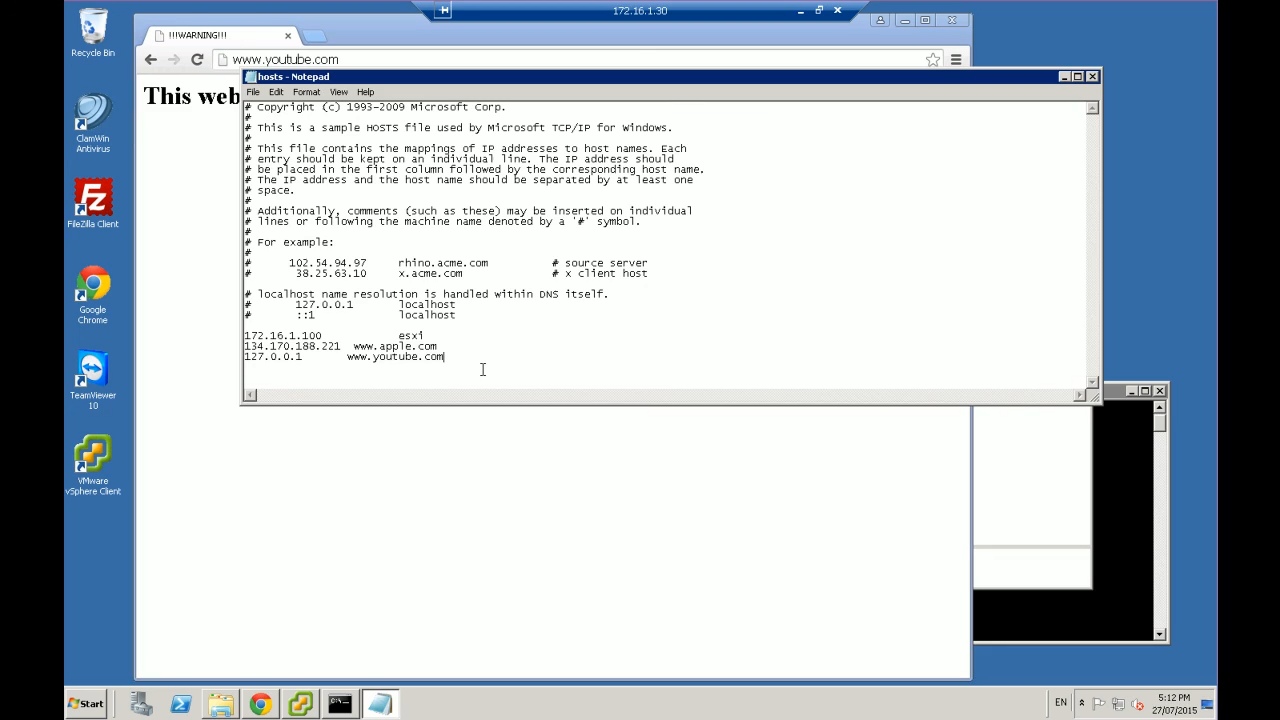 172.16.1.30
Recycle Bin
ClamWin
Antivirus
FileZilla Client
Google
Chrome
TeamViewer
10
VMware
vSphere Client
!!!WARNING!!!
www.youtube.com
This web
hosts - Notepad
File Edit Format View Help
# Copyright (c) 1993-2009 Microsoft Corp.
#
# This is a sample HOSTS file used by Microsoft TCP/IP for Windows.
#
# This file contains the mappings of IP addresses to host names. Each
# entry should be kept on an individual line. The IP address should
# be placed in the first column followed by the corresponding host name.
# The IP address and the host name should be separated by at least one
# space.
#
# Additionally, comments (such as these) may be inserted on individual
# lines or following the machine name denoted by a '#' symbol.
#
# For example:
#
# 102.54.94.97 rhino.acme.com # source server
# 38.25.63.10 x.acme.com # x client host
# localhost name resolution is handled within DNS itself.
# 127.0.0.1 localhost
# ::1 localhost
172.16.1.100 esxi
134.170.188.221 www.apple.com
127.0.0.1 www.youtube.com
Start
EN
5:12 PM
27/07/2015